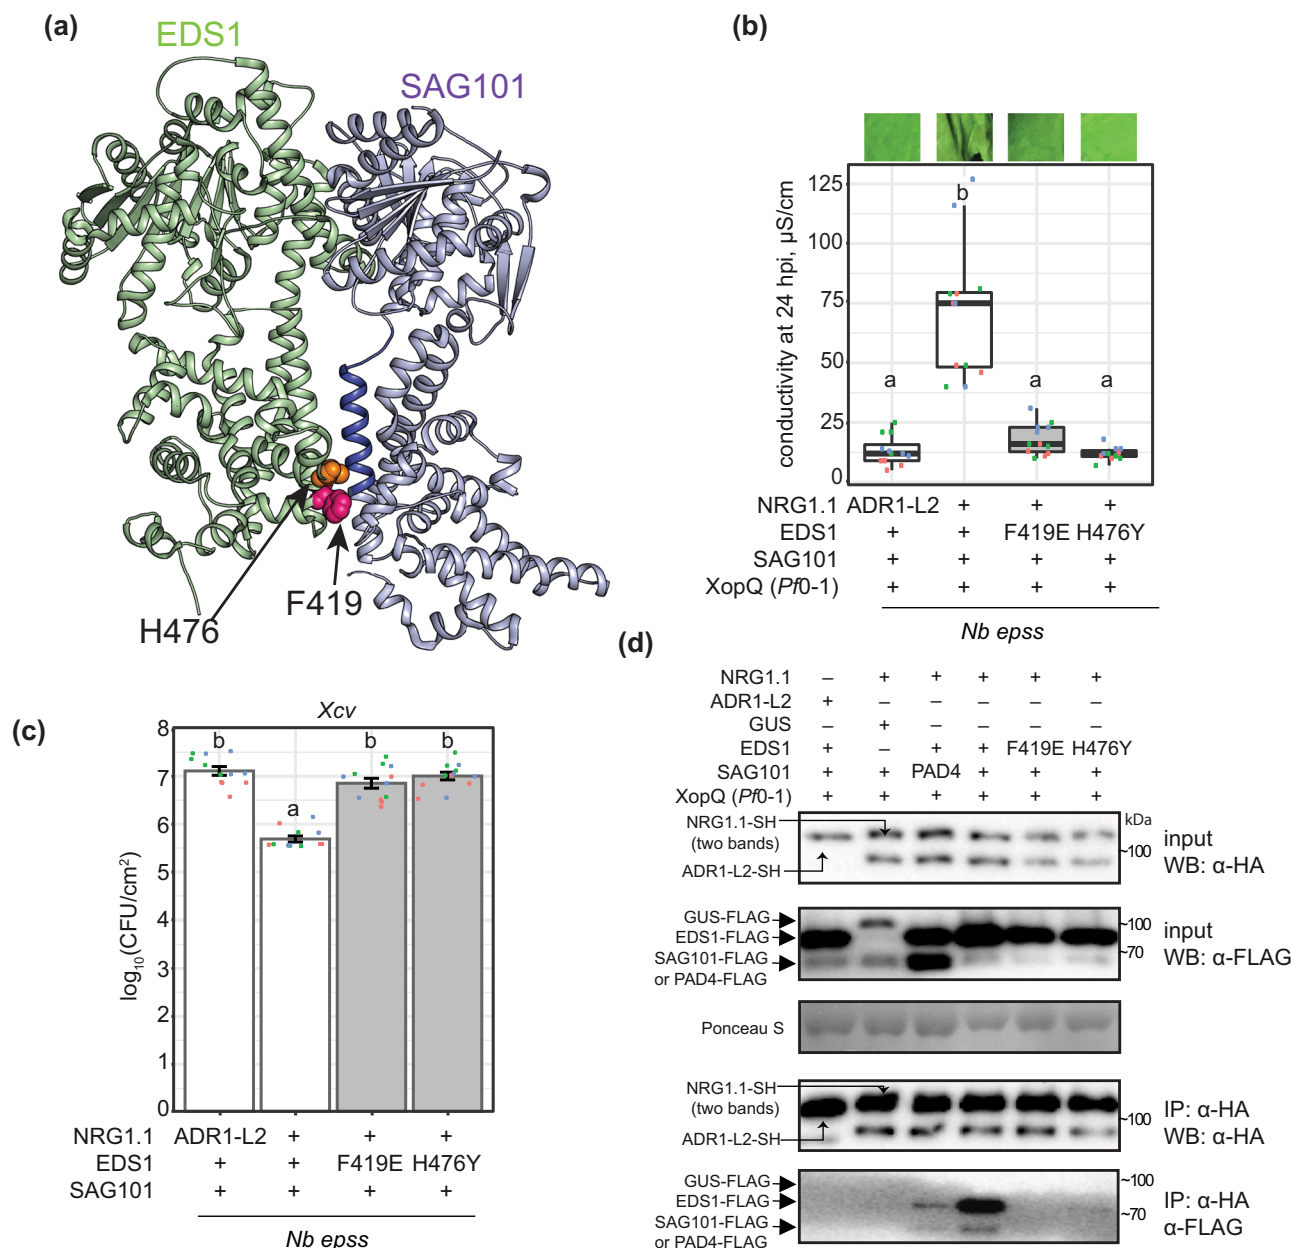 (a)
EDS1
SAG101
H476
F419
(b)
conductivity at 24 hpi, µS/cm
125
100
75
50
25
0
a
b
a
a
NRG1.1 ADR1-L2 + + +
EDS1 + + F419E H476Y
SAG101 + + + +
XopQ (Pf0-1) + + + +
Nb epss
(c)
Xcv
log10(CFU/cm²)
8
7
6
5
4
3
2
1
0
b
a
b
b
NRG1.1 ADR1-L2 + + +
EDS1 + + F419E H476Y
SAG101 + + + +
Nb epss
(d)
NRG1.1 – + + + + +
ADR1-L2 + – – – – –
GUS – + – – – –
EDS1 + – + + F419E H476Y
SAG101 + + PAD4 + + +
XopQ (Pf0-1) + + + + + +
NRG1.1-SH
(two bands)
ADR1-L2-SH
kDa
~100
input
WB: α-HA
GUS-FLAG
EDS1-FLAG
SAG101-FLAG
or PAD4-FLAG
~100
~70
input
WB: α-FLAG
Ponceau S
NRG1.1-SH
(two bands)
ADR1-L2-SH
~100
IP: α-HA
WB: α-HA
GUS-FLAG
EDS1-FLAG
SAG101-FLAG
or PAD4-FLAG
~100
~70
IP: α-HA
α-FLAG